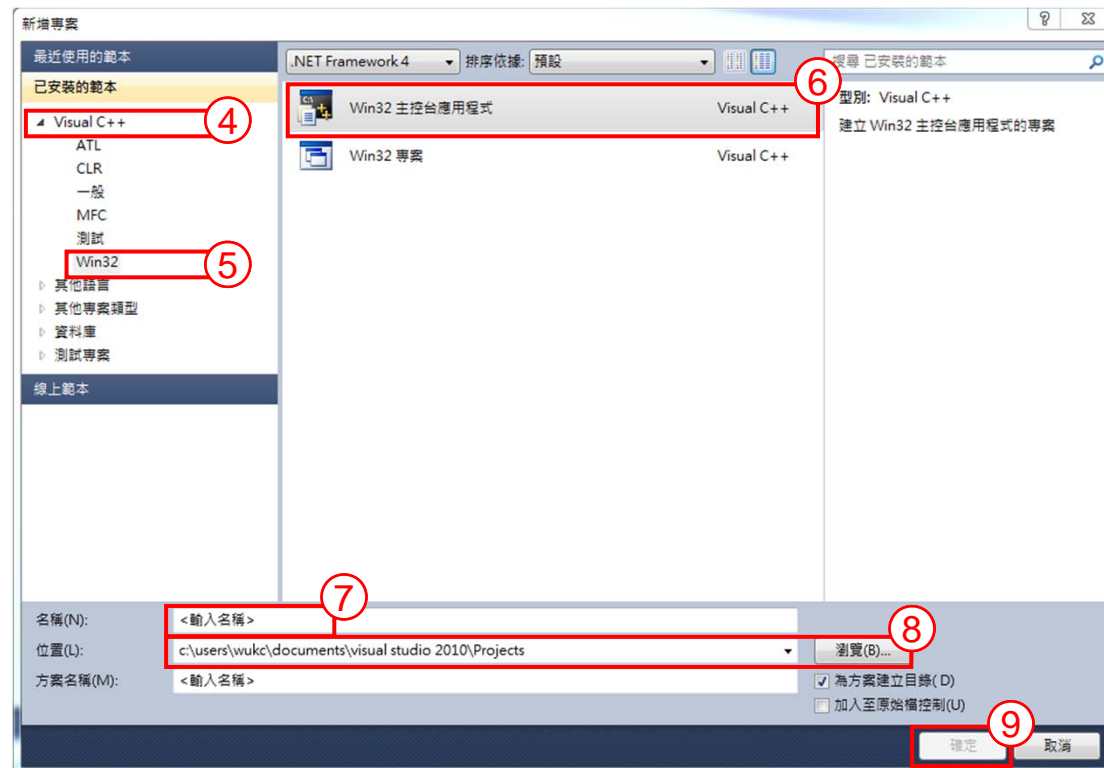 新增專案
最近使用的範本
已安裝的範本
Visual C++
④
ATL
CLR
一般
MFC
測試
Win32
⑤
其他語言
其他專案類型
資料庫
測試專案
線上範本
.NET Framework 4 排序依據: 預設
Win32 主控台應用程式 Visual C++
⑥
Win32 專案 Visual C++
搜尋 已安裝的範本
型別: Visual C++
建立 Win32 主控台應用程式的專案
⑦
名稱(N): <輸入名稱>
⑧
位置(L): c:\users\wukc\documents\visual studio 2010\Projects 瀏覽(B)...
方案名稱(M): <輸入名稱>
為方案建立目錄(D)
加入至原始檔控制(U)
⑨
確定 取消